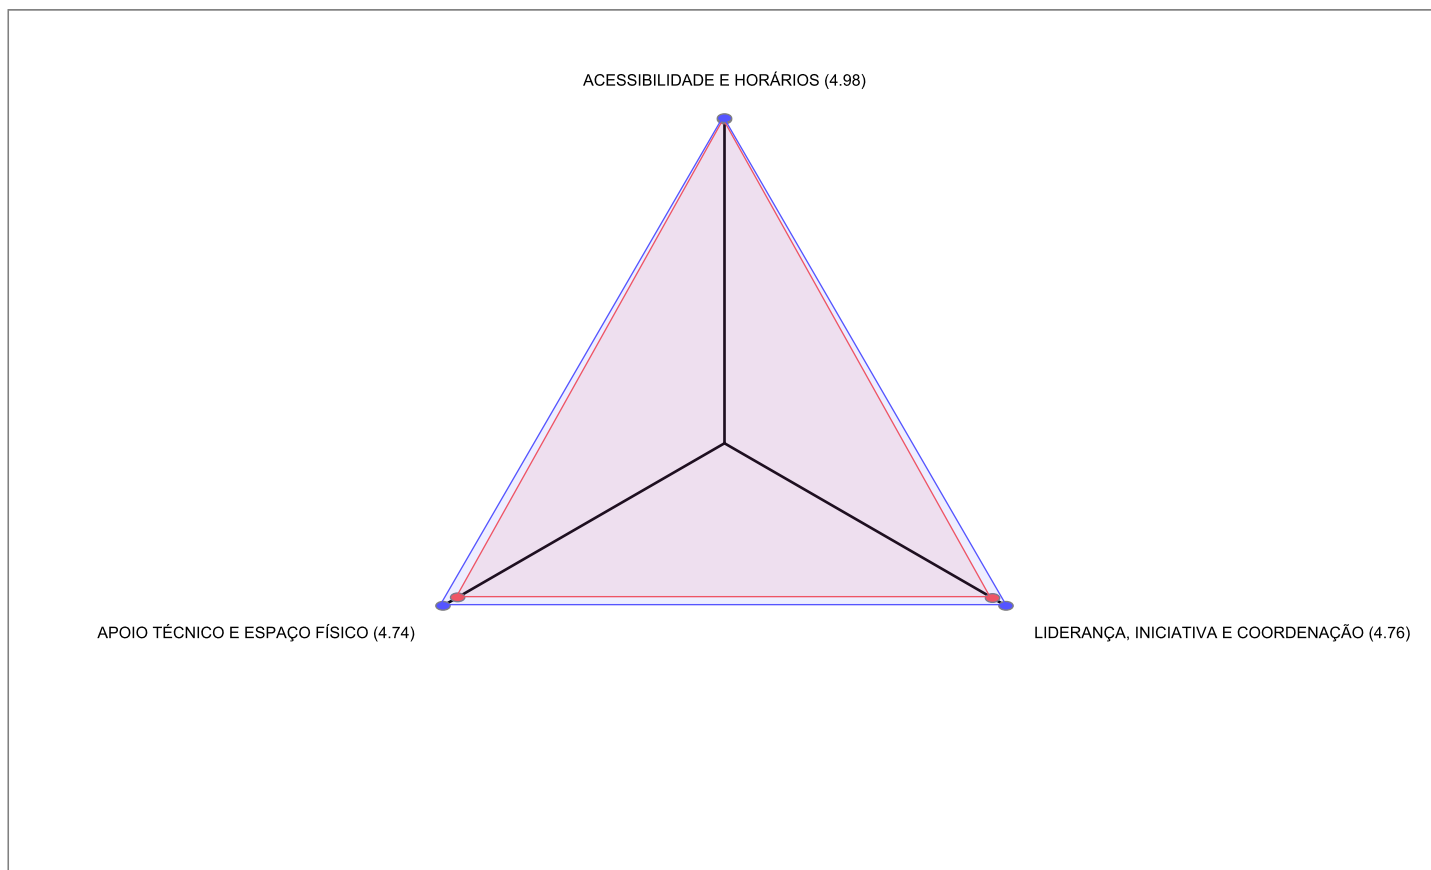 ACESSIBILIDADE E HORÁRIOS (4.98)
APOIO TÉCNICO E ESPAÇO FÍSICO (4.74)
LIDERANÇA, INICIATIVA E COORDENAÇÃO (4.76)